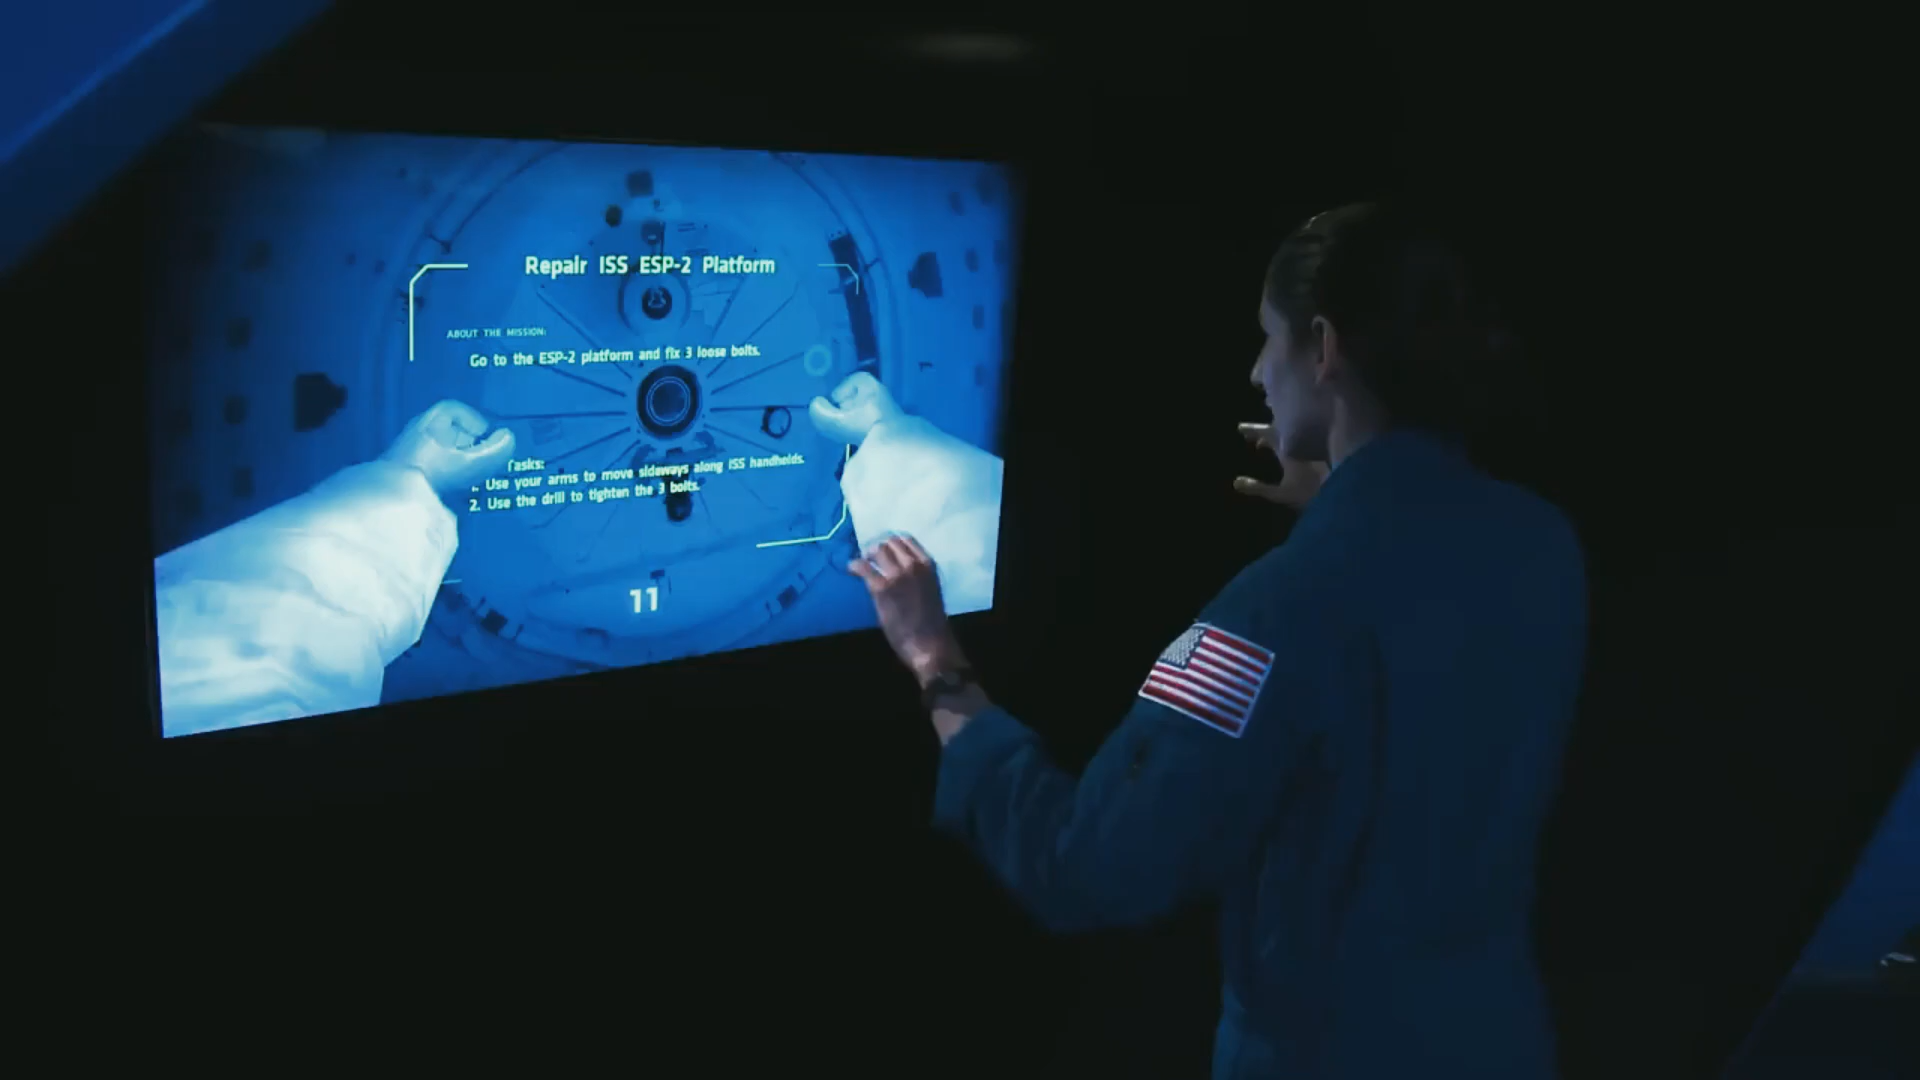 Repair ISS ESP-2 Platform
ABOUT THE MISSION:
Go to the ESP-2 platform and fix 3 loose bolts.
Tasks:
1. Use your arms to move sideways along ISS handholds.
2. Use the drill to tighten the 3 bolts.
11